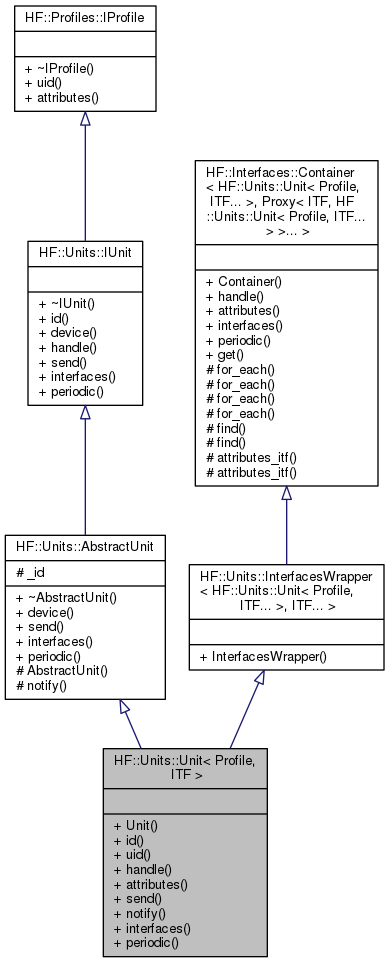 HF::Profiles::IProfile
+ ~IProfile()
+ uid()
+ attributes()
HF::Interfaces::Container
< HF::Units::Unit< Profile,
ITF... >, Proxy< ITF, HF
::Units::Unit< Profile, ITF...
> >... >
+ Container()
+ handle()
+ attributes()
+ interfaces()
+ periodic()
+ get()
# for_each()
# for_each()
# for_each()
# for_each()
# find()
# find()
# attributes_itf()
# attributes_itf()
HF::Units::IUnit
+ ~IUnit()
+ id()
+ device()
+ handle()
+ send()
+ interfaces()
+ periodic()
HF::Units::AbstractUnit
# _id
+ ~AbstractUnit()
+ device()
+ send()
+ interfaces()
+ periodic()
# AbstractUnit()
# notify()
HF::Units::InterfacesWrapper
< HF::Units::Unit< Profile,
ITF... >, ITF... >
+ InterfacesWrapper()
HF::Units::Unit< Profile,
ITF >
+ Unit()
+ id()
+ uid()
+ handle()
+ attributes()
+ send()
+ notify()
+ interfaces()
+ periodic()